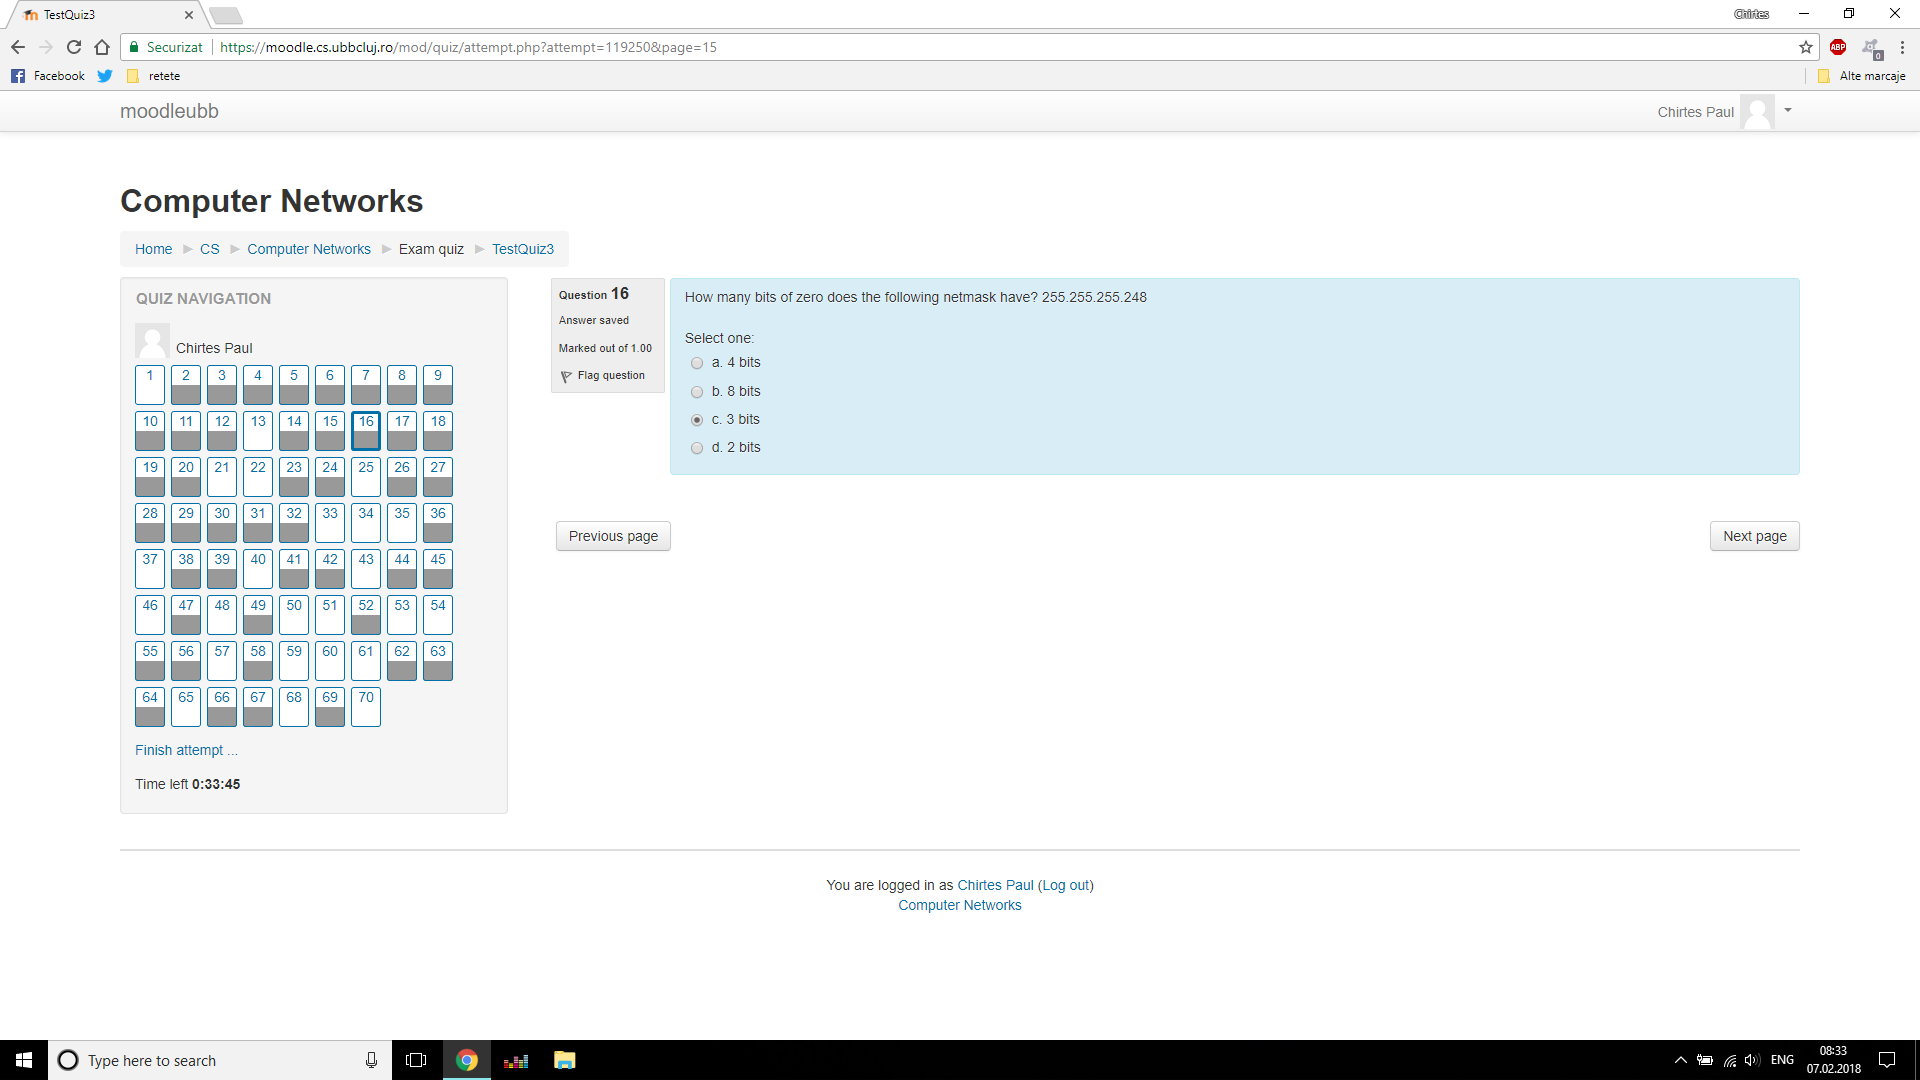 TestQuiz3
Chirtes
Securizat
https://moodle.cs.ubbcluj.ro/mod/quiz/attempt.php?attempt=119250&page=15
ABP
0
Facebook
retete
Alte marcaje
moodleubb
Chirtes Paul
Computer Networks
Home
CS
Computer Networks
Exam quiz
TestQuiz3
QUIZ NAVIGATION
Chirtes Paul
1 2 3 4 5 6 7 8 9
10 11 12 13 14 15 16 17 18
19 20 21 22 23 24 25 26 27
28 29 30 31 32 33 34 35 36
37 38 39 40 41 42 43 44 45
46 47 48 49 50 51 52 53 54
55 56 57 58 59 60 61 62 63
64 65 66 67 68 69 70
Finish attempt ...
Time left 0:33:45
Question 16
Answer saved
Marked out of 1.00
Flag question
How many bits of zero does the following netmask have? 255.255.255.248
Select one:
a. 4 bits
b. 8 bits
c. 3 bits
d. 2 bits
Previous page
Next page
You are logged in as Chirtes Paul (Log out)
Computer Networks
Type here to search
ENG
08:33
07.02.2018